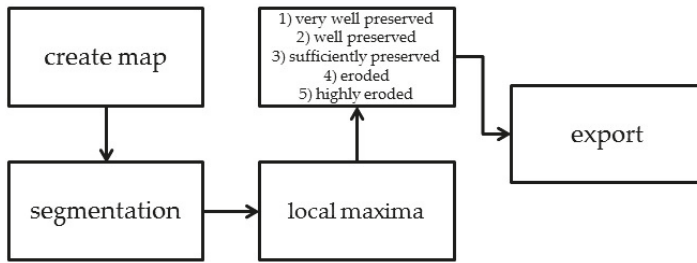 create map
segmentation
local maxima
1) very well preserved
2) well preserved
3) sufficiently preserved
4) eroded
5) highly eroded
export